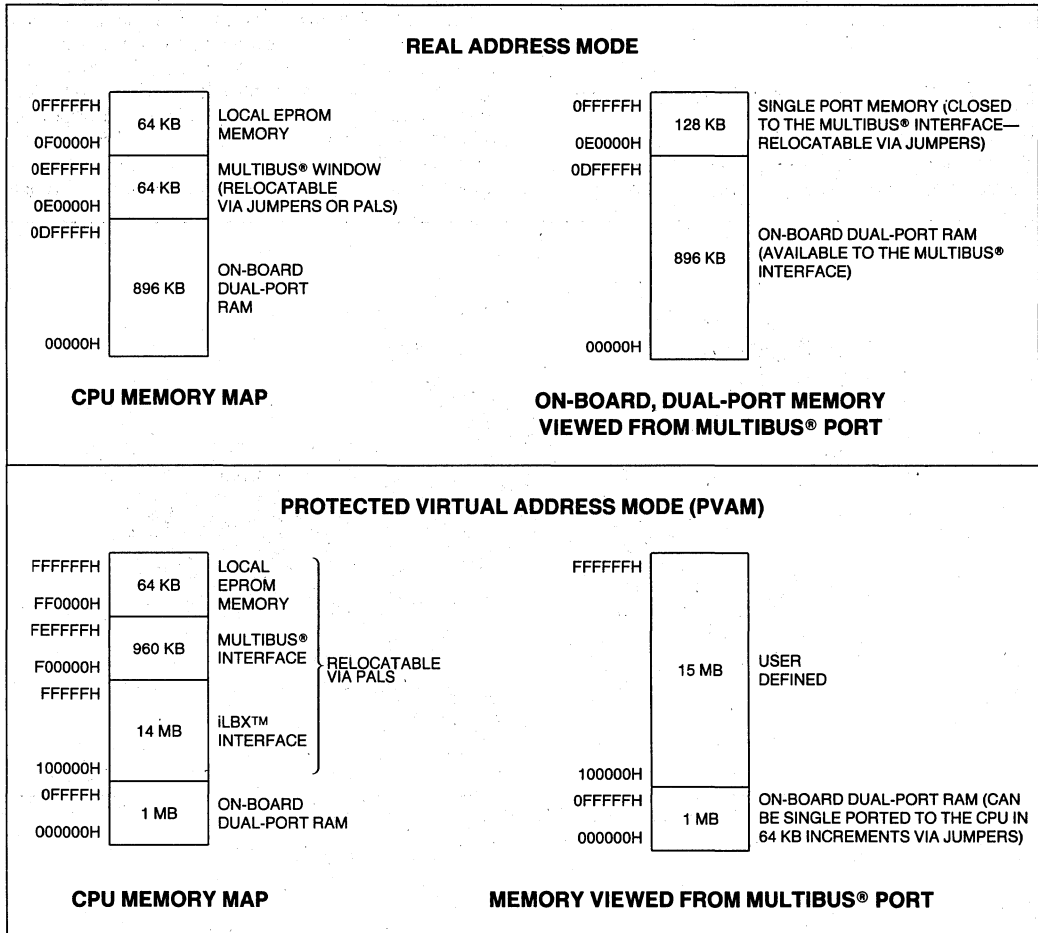 REAL ADDRESS MODE
0FFFFFH
0F0000H
64 KB
LOCAL EPROM
MEMORY
0EFFFFH
0E0000H
64 KB
MULTIBUS® WINDOW
(RELOCATABLE
VIA JUMPERS OR PALS)
0DFFFFH
896 KB
ON-BOARD
DUAL-PORT
RAM
00000H
CPU MEMORY MAP
0FFFFFH
0E0000H
128 KB
SINGLE PORT MEMORY (CLOSED
TO THE MULTIBUS® INTERFACE—
RELOCATABLE VIA JUMPERS)
0DFFFFH
896 KB
ON-BOARD DUAL-PORT RAM
(AVAILABLE TO THE MULTIBUS®
INTERFACE)
00000H
ON-BOARD, DUAL-PORT MEMORY
VIEWED FROM MULTIBUS® PORT
PROTECTED VIRTUAL ADDRESS MODE (PVAM)
FFFFFFH
FF0000H
64 KB
LOCAL
EPROM
MEMORY
FEFFFFH
F00000H
960 KB
MULTIBUS®
INTERFACE
RELOCATABLE
VIA PALS
FFFFFH
14 MB
iLBX™
INTERFACE
100000H
0FFFFH
000000H
1 MB
ON-BOARD
DUAL-PORT RAM
CPU MEMORY MAP
FFFFFFH
15 MB
USER
DEFINED
100000H
0FFFFFH
000000H
1 MB
ON-BOARD DUAL-PORT RAM (CAN
BE SINGLE PORTED TO THE CPU IN
64 KB INCREMENTS VIA JUMPERS)
MEMORY VIEWED FROM MULTIBUS® PORT